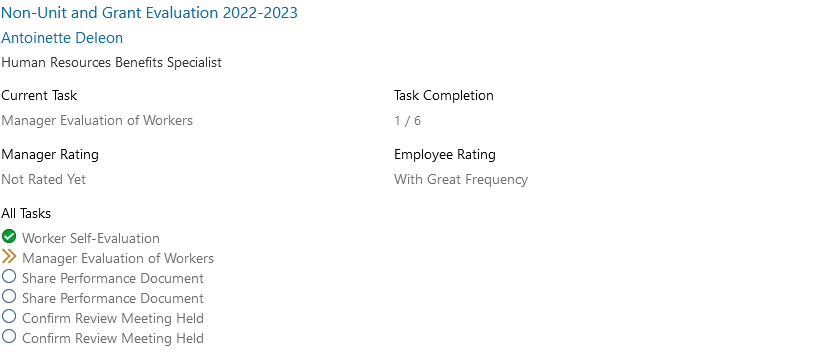 Non-Unit and Grant Evaluation 2022-2023
Antoinette Deleon
Human Resources Benefits Specialist
Current Task
Task Completion
Manager Evaluation of Workers
1 / 6
Manager Rating
Employee Rating
Not Rated Yet
With Great Frequency
All Tasks
Worker Self-Evaluation
Manager Evaluation of Workers
Share Performance Document
Share Performance Document
Confirm Review Meeting Held
Confirm Review Meeting Held